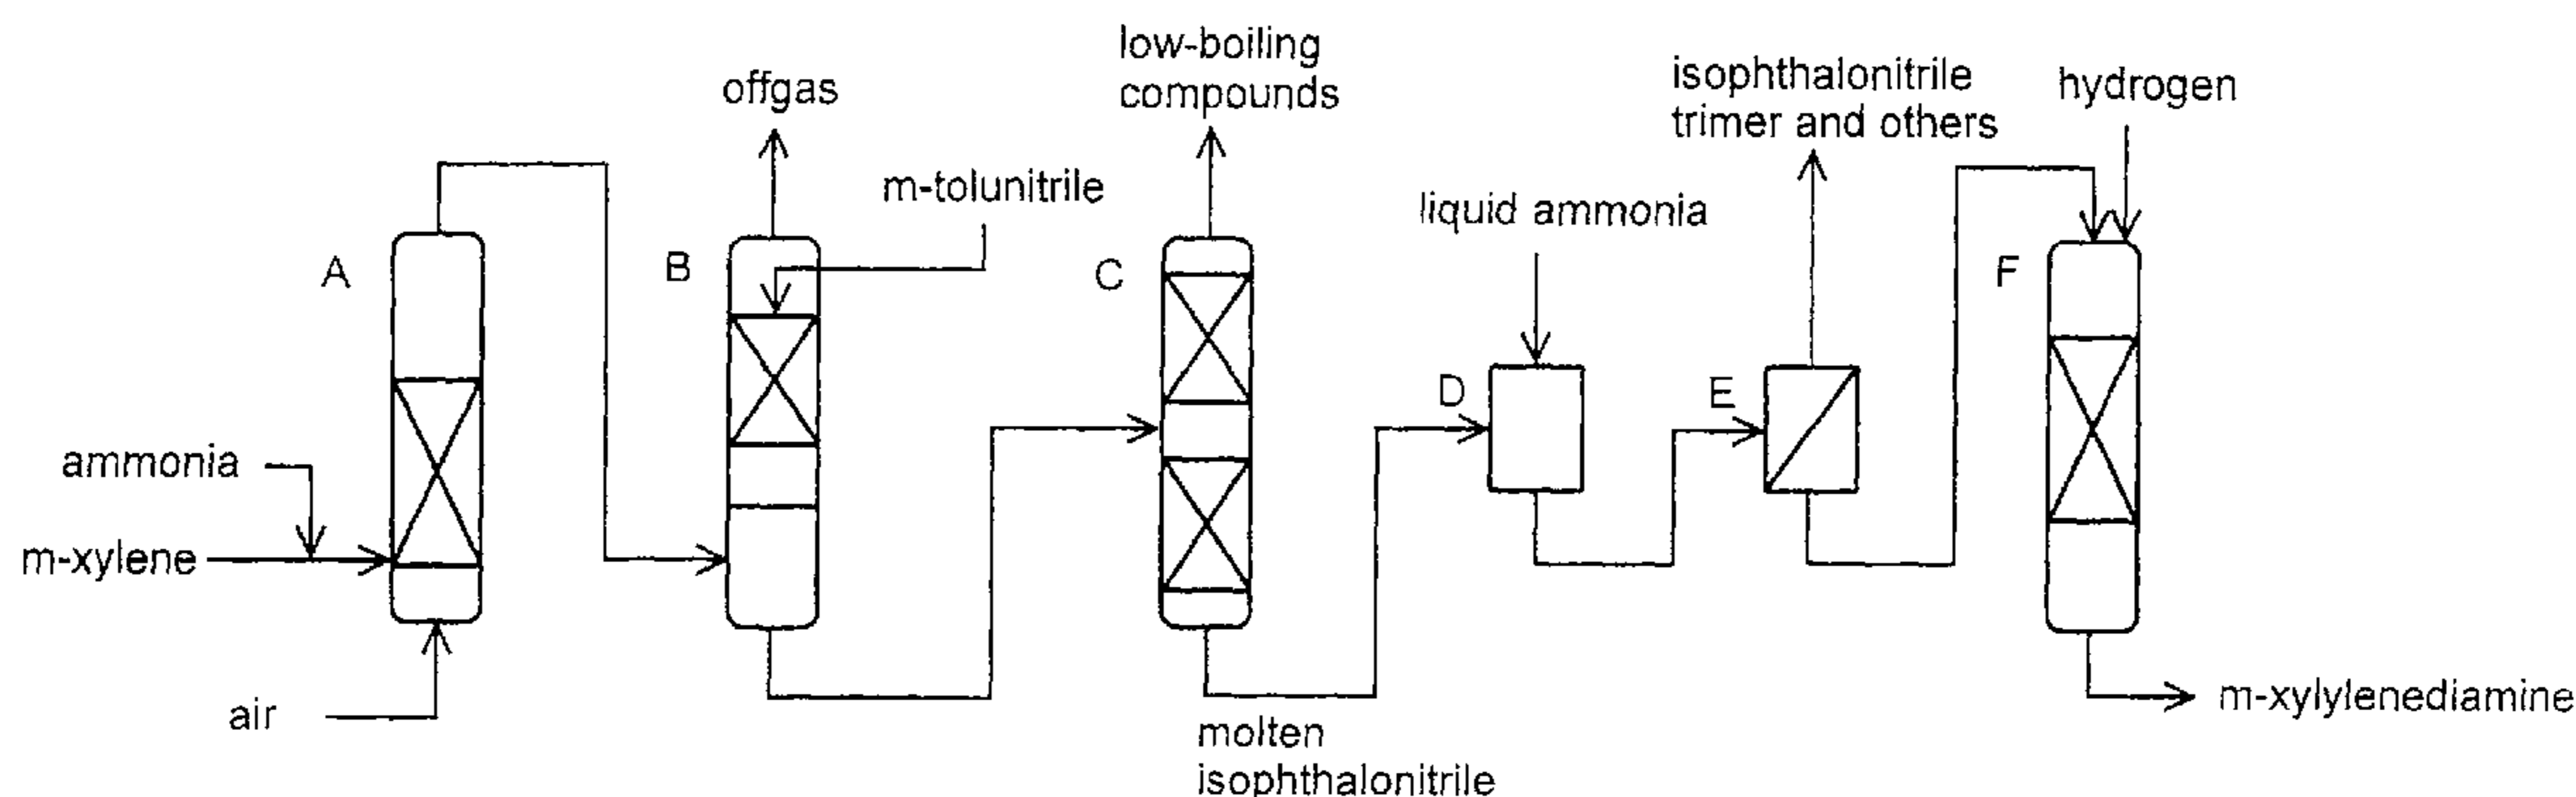 low-boiling
compounds
offgas
isophthalonitrile
trimer and others
hydrogen
m-tolunitrile
liquid ammonia
A
B
C
F
D
E
ammonia
m-xylene
air
molten
isophthalonitrile
m-xylylenediamine